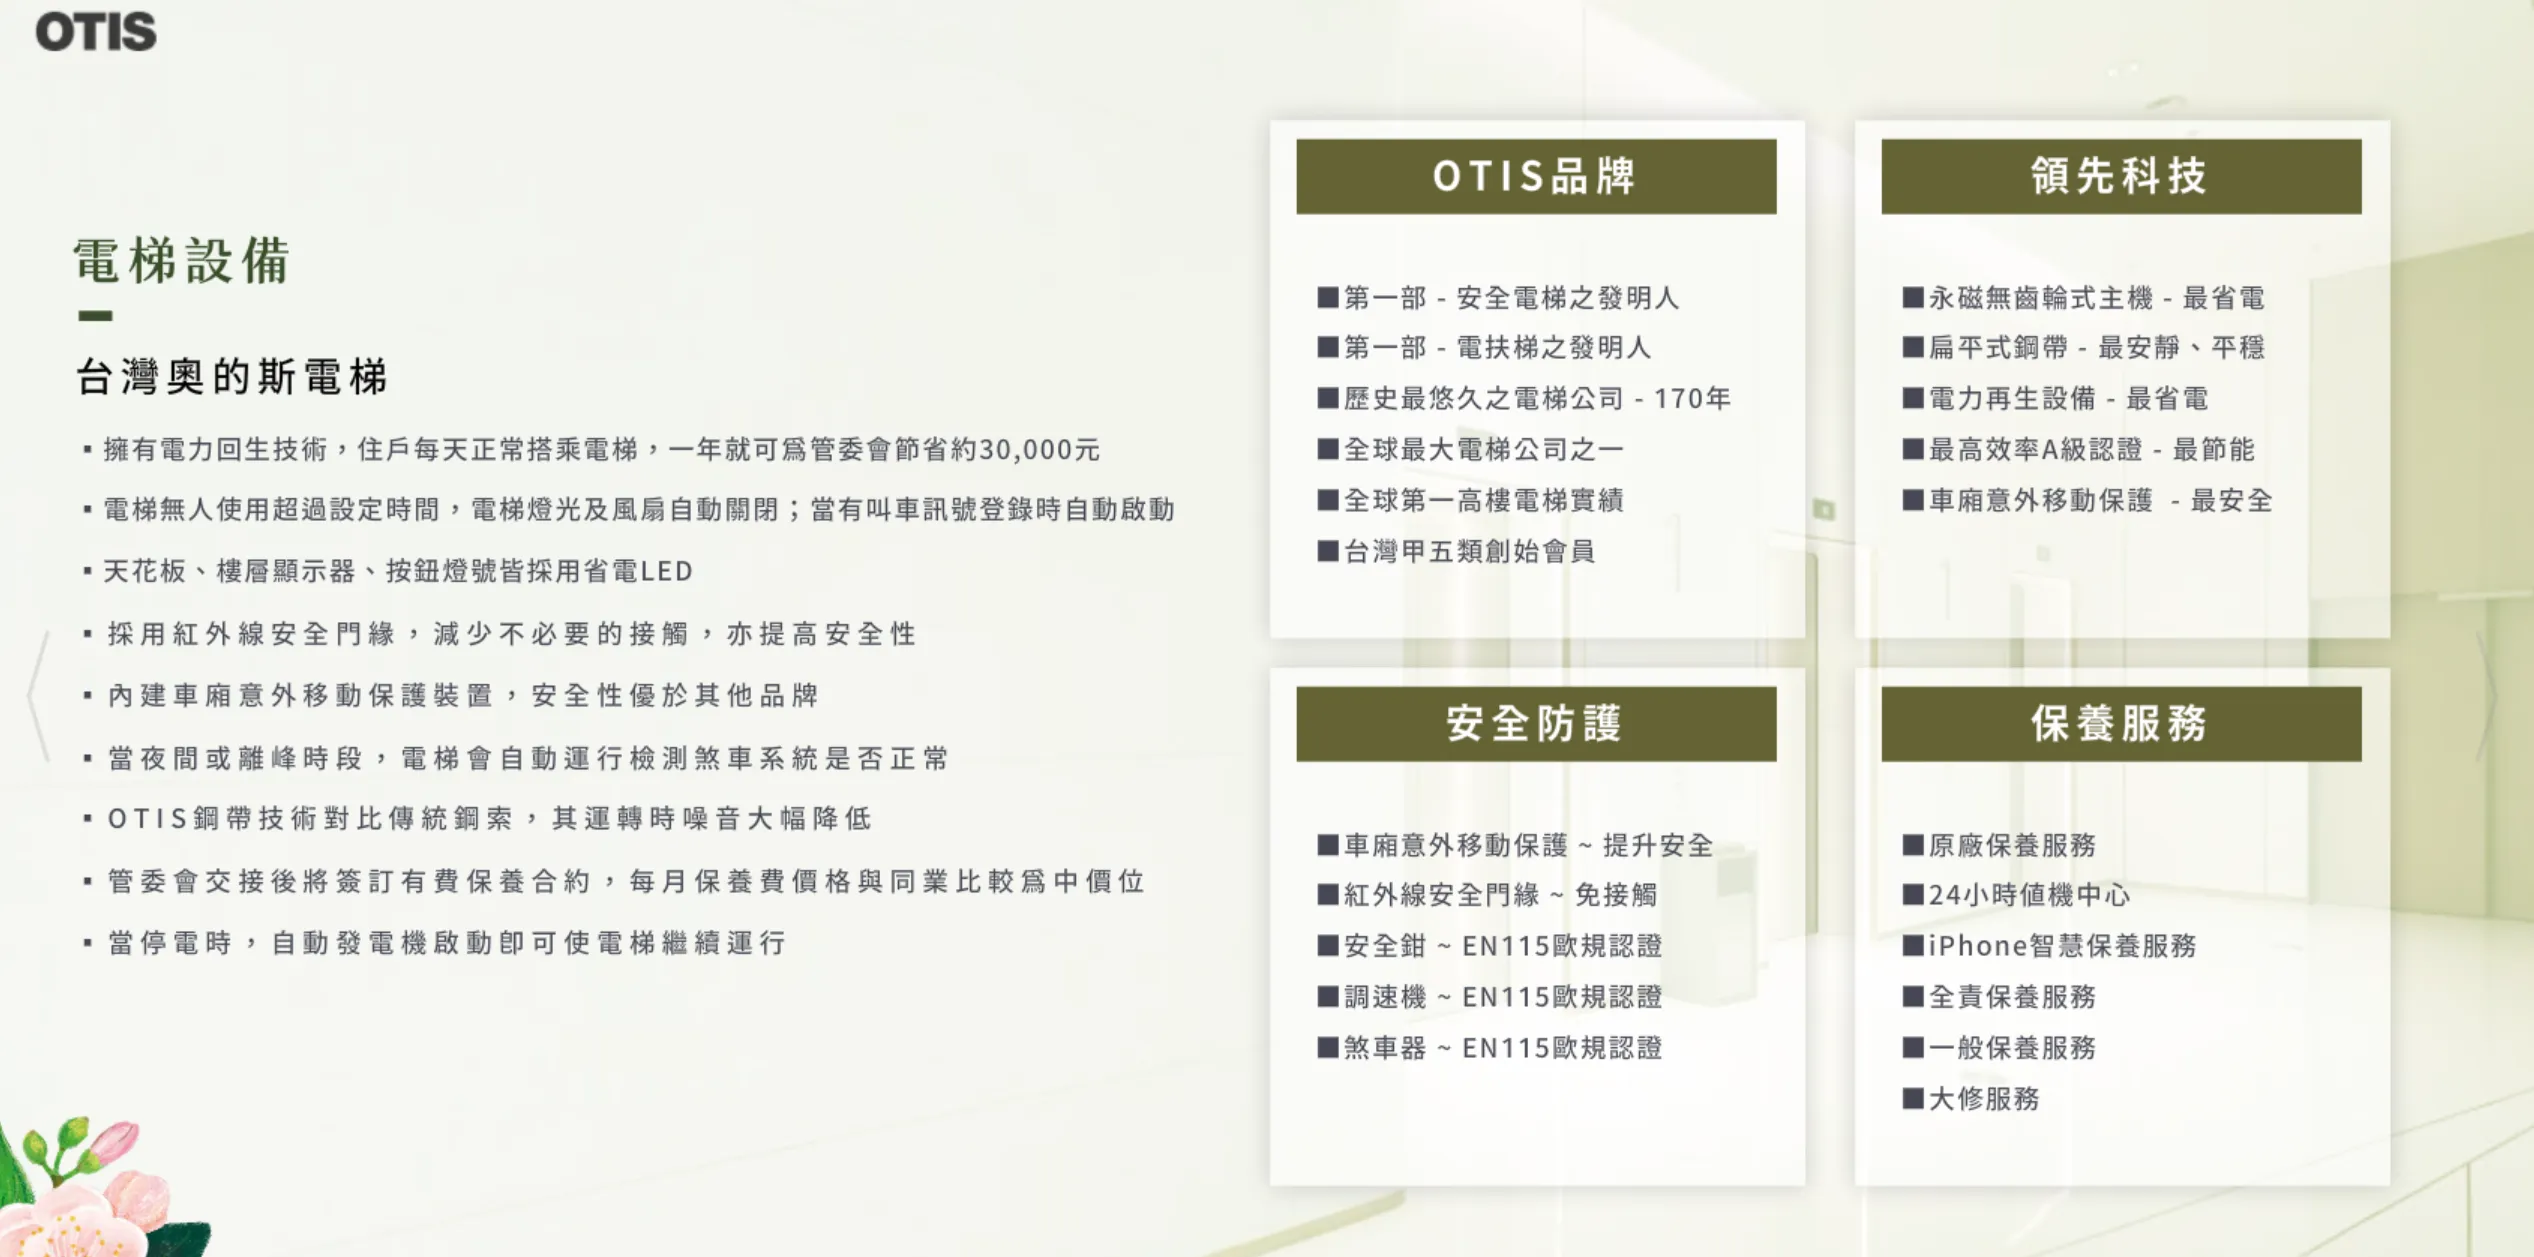 OTIS
電梯設備
台灣奧的斯電梯
▪ 擁有電力回生技術，住戶每天正常搭乘電梯，一年就可爲管委會節省約30,000元
▪ 電梯無人使用超過設定時間，電梯燈光及風扇自動關閉；當有叫車訊號登錄時自動啟動
▪ 天花板、樓層顯示器、按鈕燈號皆採用省電LED
▪ 採用紅外線安全門緣，減少不必要的接觸，亦提高安全性
▪ 內建車廂意外移動保護裝置，安全性優於其他品牌
▪ 當夜間或離峰時段，電梯會自動運行檢測煞車系統是否正常
▪ OTIS鋼帶技術對比傳統鋼索，其運轉時噪音大幅降低
▪ 管委會交接後將簽訂有費保養合約，每月保養費價格與同業比較爲中價位
▪ 當停電時，自動發電機啟動卽可使電梯繼續運行
OTIS品牌
■第一部 - 安全電梯之發明人
■第一部 - 電扶梯之發明人
■歷史最悠久之電梯公司 - 170年
■全球最大電梯公司之一
■全球第一高樓電梯實績
■台灣甲五類創始會員
領先科技
■永磁無齒輪式主機 - 最省電
■扁平式鋼帶 - 最安靜、平穩
■電力再生設備 - 最省電
■最高效率A級認證 - 最節能
■車廂意外移動保護 - 最安全
安全防護
■車廂意外移動保護 ~ 提升安全
■紅外線安全門緣 ~ 免接觸
■安全鉗 ~ EN115歐規認證
■調速機 ~ EN115歐規認證
■煞車器 ~ EN115歐規認證
保養服務
■原廠保養服務
■24小時値機中心
■iPhone智慧保養服務
■全責保養服務
■一般保養服務
■大修服務